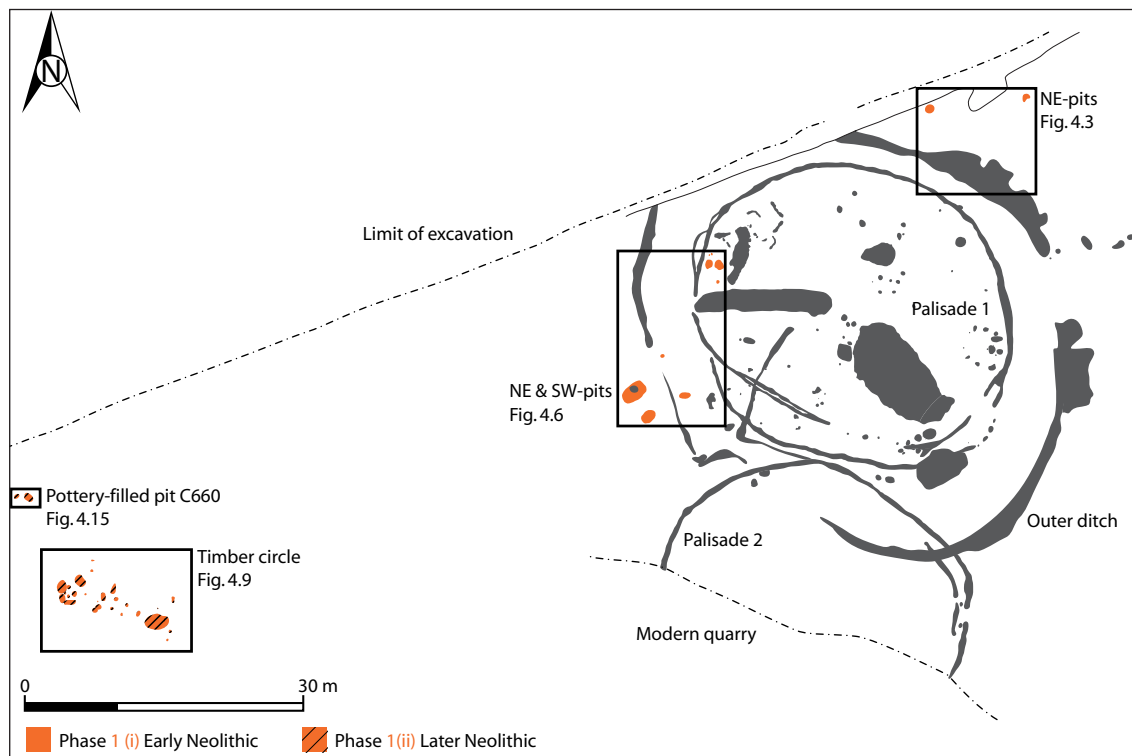 N
NE-pits
Fig. 4.3
Limit of excavation
Palisade 1
NE & SW-pits
Fig. 4.6
Pottery-filled pit C660
Fig. 4.15
Outer ditch
Palisade 2
Timber circle
Fig. 4.9
Modern quarry
0 30 m
Phase 1 (i) Early Neolithic Phase 1(ii) Later Neolithic